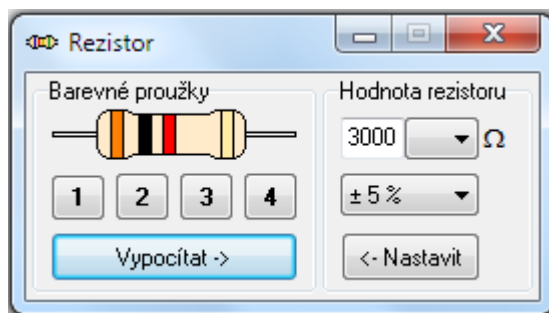 Rezistor
Barevné proužky
1 2 3 4
Vypocítat ->
Hodnota rezistoru
3000 Ω
± 5 %
<- Nastavit